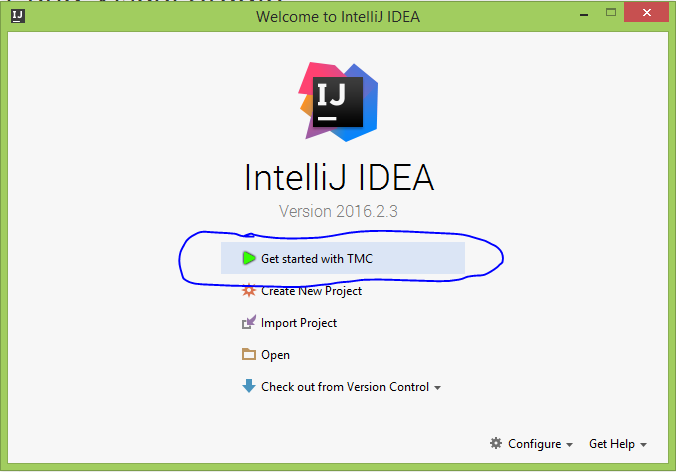 Welcome to IntelliJ IDEA
IJ
IntelliJ IDEA
Version 2016.2.3
Get started with TMC
Create New Project
Import Project
Open
Check out from Version Control
Configure
Get Help